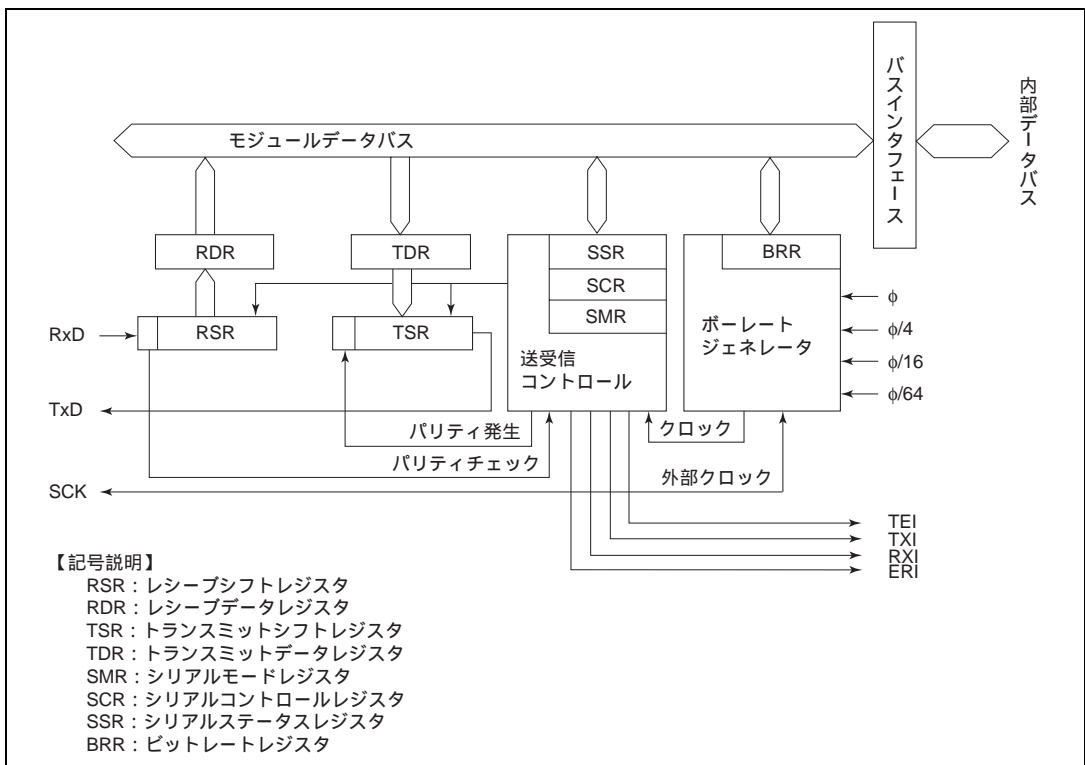 バスインタフェース
内部データバス
モジュールデータバス
RDR
TDR
SSR
BRR
SCR
SMR
RSR
TSR
RxD
TxD
SCK
送受信
コントロール
ボーレート
ジェネレータ
φ
φ/4
φ/16
φ/64
パリティ発生
パリティチェック
クロック
外部クロック
TEI
TXI
RXI
ERI
【記号説明】
RSR：レシーブシフトレジスタ
RDR：レシーブデータレジスタ
TSR：トランスミットシフトレジスタ
TDR：トランスミットデータレジスタ
SMR：シリアルモードレジスタ
SCR：シリアルコントロールレジスタ
SSR：シリアルステータスレジスタ
BRR：ビットレートレジスタ